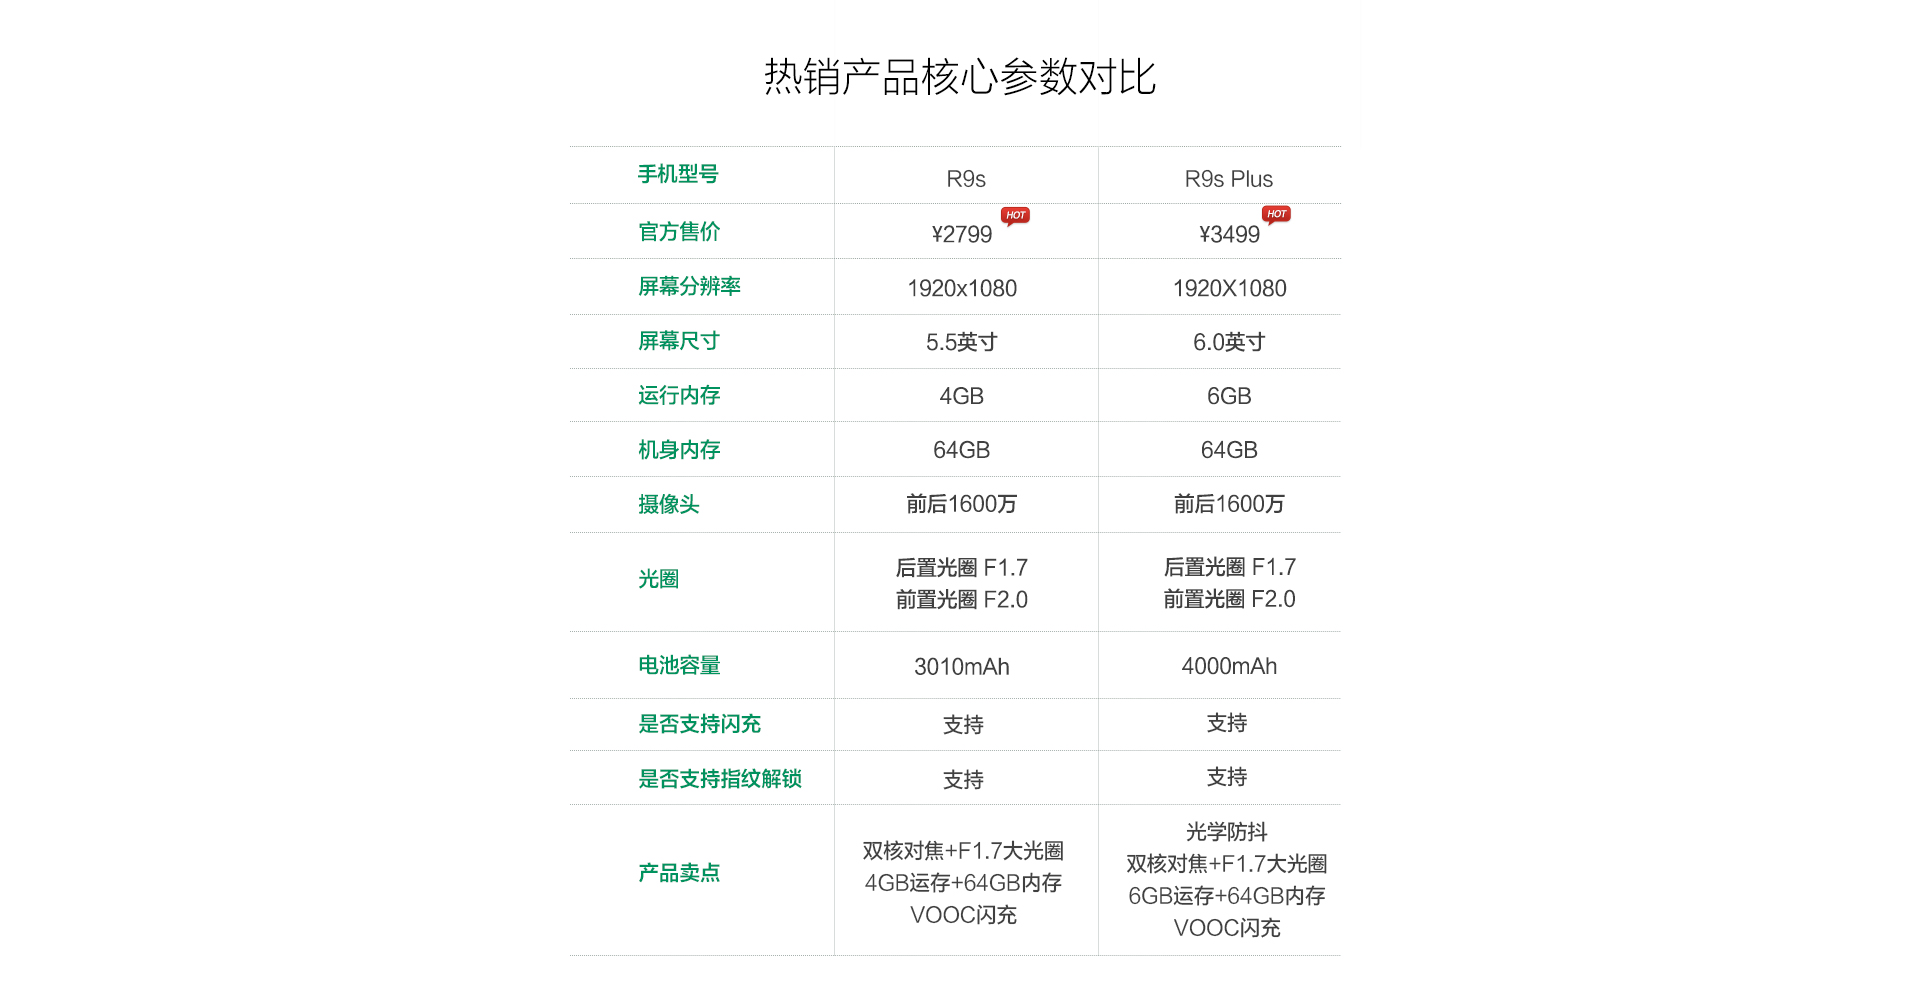 热销产品核心参数对比
手机型号 R9s R9s Plus
HOT HOT
官方售价 ¥2799 ¥3499
屏幕分辨率 1920x1080 1920X1080
屏幕尺寸 5.5英寸 6.0英寸
运行内存 4GB 6GB
机身内存 64GB 64GB
摄像头 前后1600万 前后1600万
光圈
后置光圈 F1.7
前置光圈 F2.0
后置光圈 F1.7
前置光圈 F2.0
电池容量 3010mAh 4000mAh
是否支持闪充 支持 支持
是否支持指纹解锁 支持 支持
产品卖点
双核对焦+F1.7大光圈
4GB运存+64GB内存
VOOC闪充
光学防抖
双核对焦+F1.7大光圈
6GB运存+64GB内存
VOOC闪充